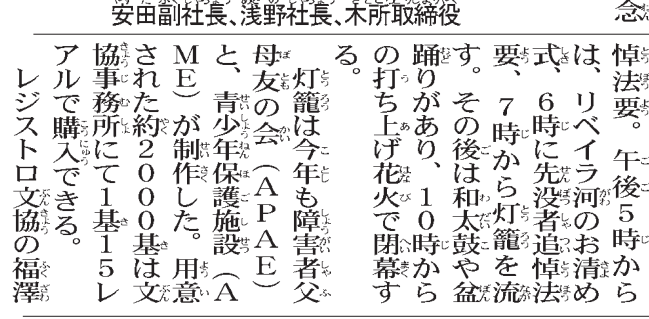 安田副社長、浅野社長、木所取締役
念
悼法要。午後5時から
は、リベイラ河のお清め
式、6時に先没者追悼法
要、7時から灯籠を流
す。その後は和太鼓や盆
踊りがあり、10時から
の打ち上げ花火で閉幕す
る。
灯籠は今年も障害者父
母友の会（APAE）
と、青少年保護施設（A
ME）が制作した。用意
された約2000基は文
協事務所にて1基15レ
アルで購入できる。
レジストロ文協の福澤